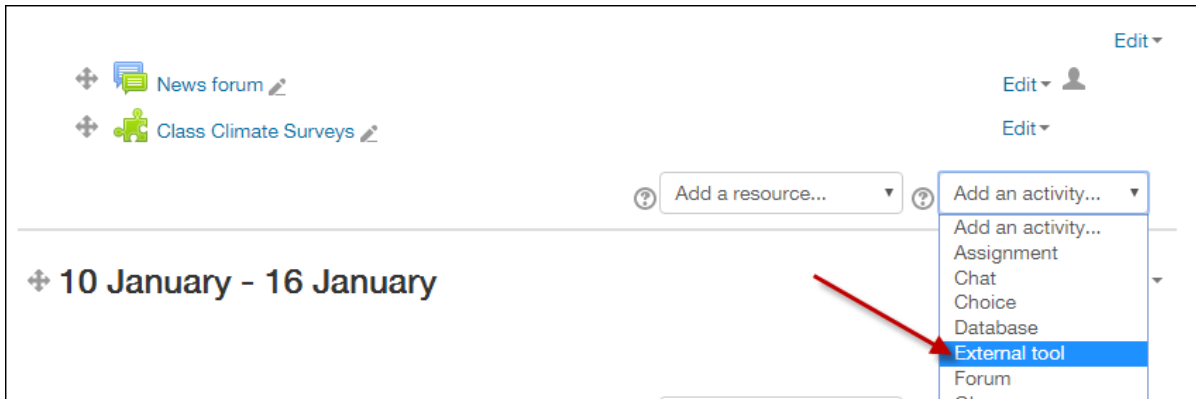 Edit
News forum
Edit
Class Climate Surveys
Edit
Add a resource...
Add an activity...
Add an activity...
Assignment
10 January - 16 January
Chat
Choice
Database
External tool
Forum